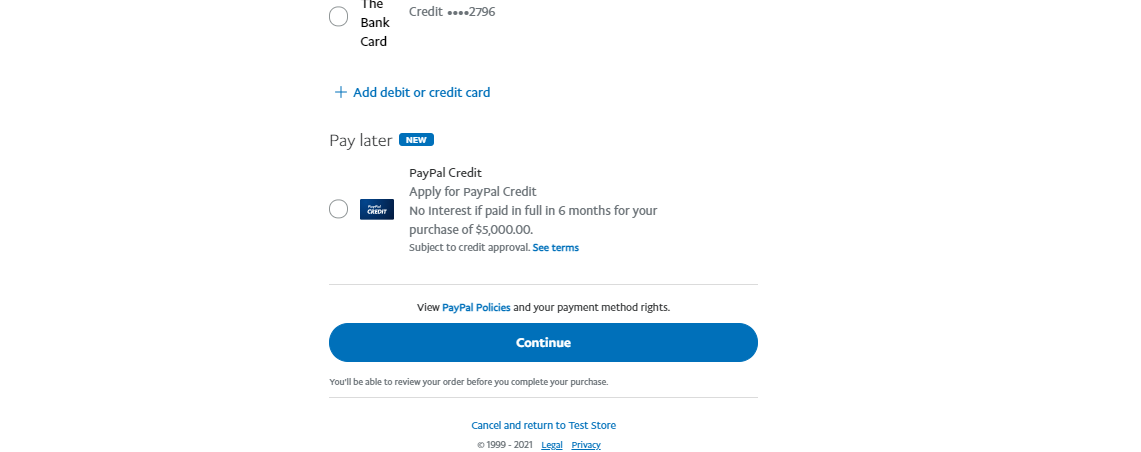 The
Bank
Card
Credit ••••2796
+ Add debit or credit card
Pay later NEW
PayPal Credit
Apply for PayPal Credit
PayPal
CREDIT
No Interest if paid in full in 6 months for your
purchase of $5,000.00.
Subject to credit approval. See terms
View PayPal Policies and your payment method rights.
Continue
You'll be able to review your order before you complete your purchase.
Cancel and return to Test Store
© 1999 - 2021 Legal Privacy